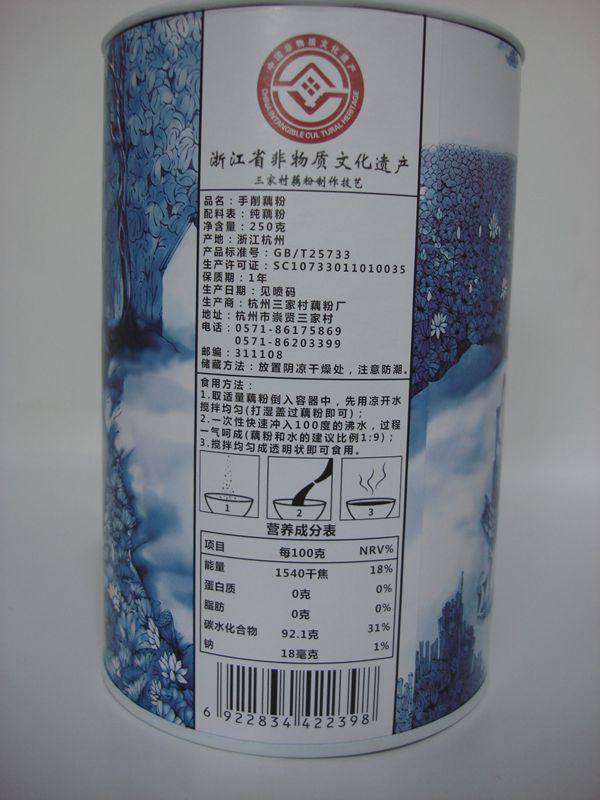 中国非物质文化遗产
CHINA INTANGIBLE CULTURAL HERITAGE
浙江省非物质文化遗产
三家村藕粉制作技艺
品名：手削藕粉
配料表：纯藕粉
净含量：250克
产地：浙江杭州
产品标准号：GB/T25733
生产许可证：SC10733011010035
保质期：1年
生产日期：见喷码
生产商：杭州三家村藕粉厂
地址：杭州市崇贤三家村
电话：0571-86175869
0571-86203399
邮编：311108
储藏方法：放置阴凉干燥处，注意防潮。
食用方法：
1.取适量藕粉倒入容器中，先用凉开水
搅拌均匀(打湿盖过藕粉即可)；
2.一次性快速冲入100度的沸水，过程
一气呵成(藕粉和水的建议比例1:9)；
3.搅拌均匀成透明状即可食用。
1 2 3
营养成分表
项目 每100克 NRV%
能量 1540千焦 18%
蛋白质 0克 0%
脂肪 0克 0%
碳水化合物 92.1克 31%
钠 18毫克 1%
6 922834 422398